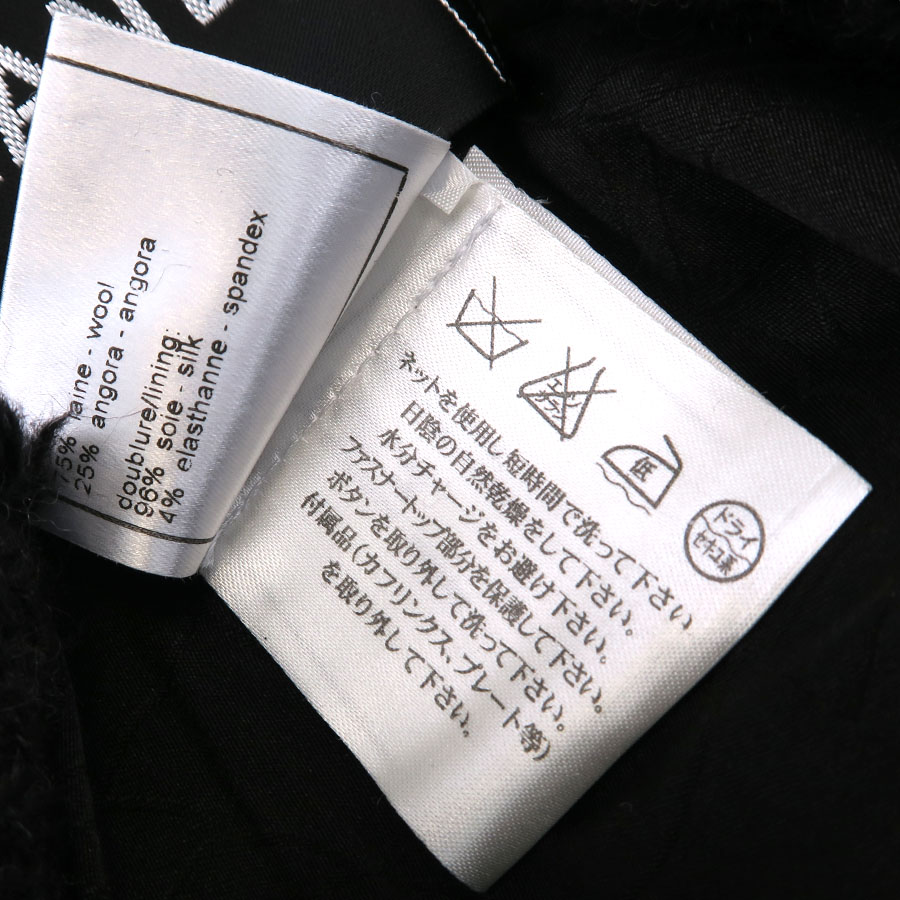 75% laine - wool
25% angora - angora
doublure/lining:
96% soie - silk
4% elasthanne - spandex
エンソ
サラシ
低
ドライ
セキユ系
ネットを使用し短時間で洗って下さい
日陰の自然乾燥をして下さい。
水分チャージをお避け下さい。
ファスナートップ部分を保護して下さい。
ボタンを取り外して洗って下さい。
付属品(カフリンクス、プレート等)
を取り外して下さい。